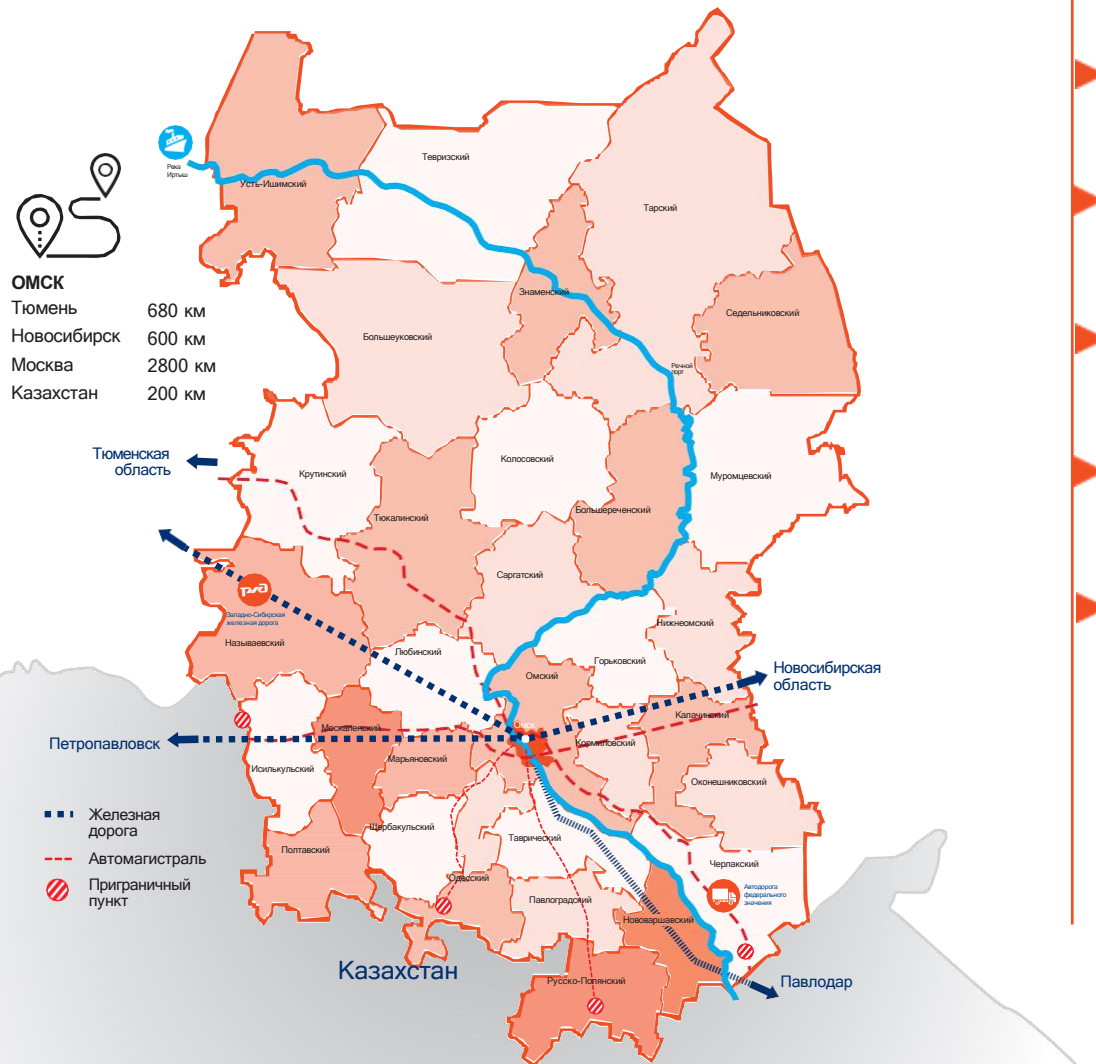 Река
Иртыш
Тевризский
Усть-Ишимский
Тарский
ОМСК
Тюмень 680 км
Новосибирск 600 км
Москва 2800 км
Казахстан 200 км
Знаменский
Седельниковский
Большеуковский
Речной
порт
Тюменская
область
Крутинский
Колосовский
Муромцевский
Тюкалинский
Большереченский
Саргатский
ржд
Западно-Сибирская
железная дорога
Называевский
Нижнеомский
Любинский
Горьковский
Омский
Новосибирская
область
Омск
Калачинский
Москаленский
Петропавловск
Кормиловский
Марьяновский
Исилькульский
Оконешниковский
Железная
дорога
Автомагистраль
Приграничный
пункт
Щербакульский
Таврический
Полтавский
Черлакский
Одесский
Автодорога
федерального
значения
Павлоградский
Нововаршавский
Казахстан
Русско-Полянский
Павлодар